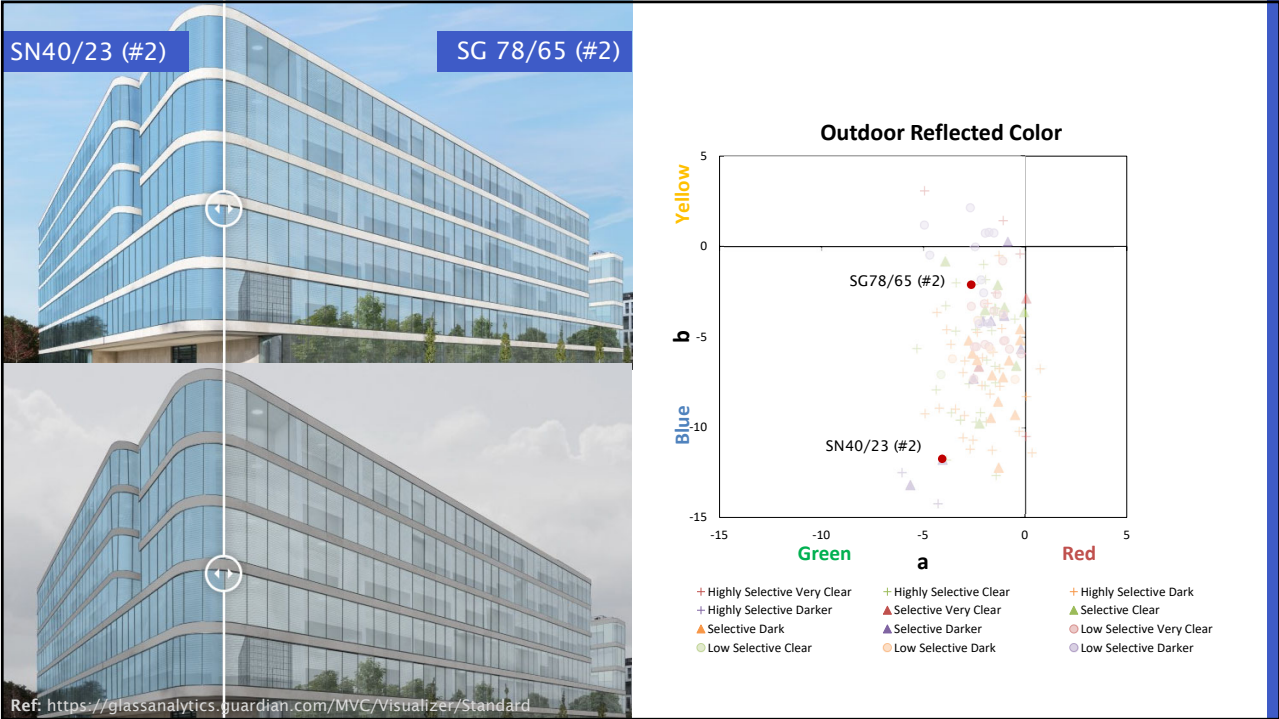 SN40/23 (#2)
SG 78/65 (#2)
Ref: https://glassanalytics.guardian.com/MVC/Visualizer/Standard
Outdoor Reflected Color
5
Yellow
0
SG78/65 (#2)
b
-5
Blue
-10
SN40/23 (#2)
-15
-15
-10
-5
0
5
Green
a
Red
Highly Selective Very Clear
Highly Selective Clear
Highly Selective Dark
Highly Selective Darker
Selective Very Clear
Selective Clear
Selective Dark
Selective Darker
Low Selective Very Clear
Low Selective Clear
Low Selective Dark
Low Selective Darker